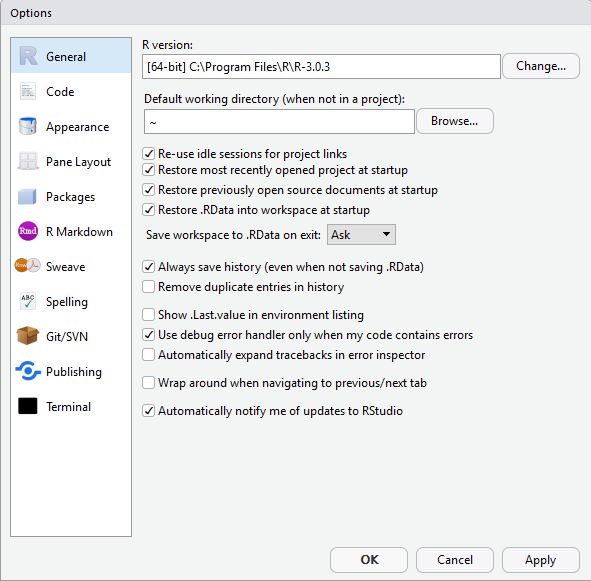 Options
R General
Code
Appearance
Pane Layout
Packages
Rmd R Markdown
Sweave
ABC Spelling
Git/SVN
Publishing
Terminal
R version:
[64-bit] C:\Program Files\R\R-3.0.3
Change...
Default working directory (when not in a project):
~
Browse...
Re-use idle sessions for project links
Restore most recently opened project at startup
Restore previously open source documents at startup
Restore .RData into workspace at startup
Save workspace to .RData on exit: Ask
Always save history (even when not saving .RData)
Remove duplicate entries in history
Show .Last.value in environment listing
Use debug error handler only when my code contains errors
Automatically expand tracebacks in error inspector
Wrap around when navigating to previous/next tab
Automatically notify me of updates to RStudio
OK Cancel Apply